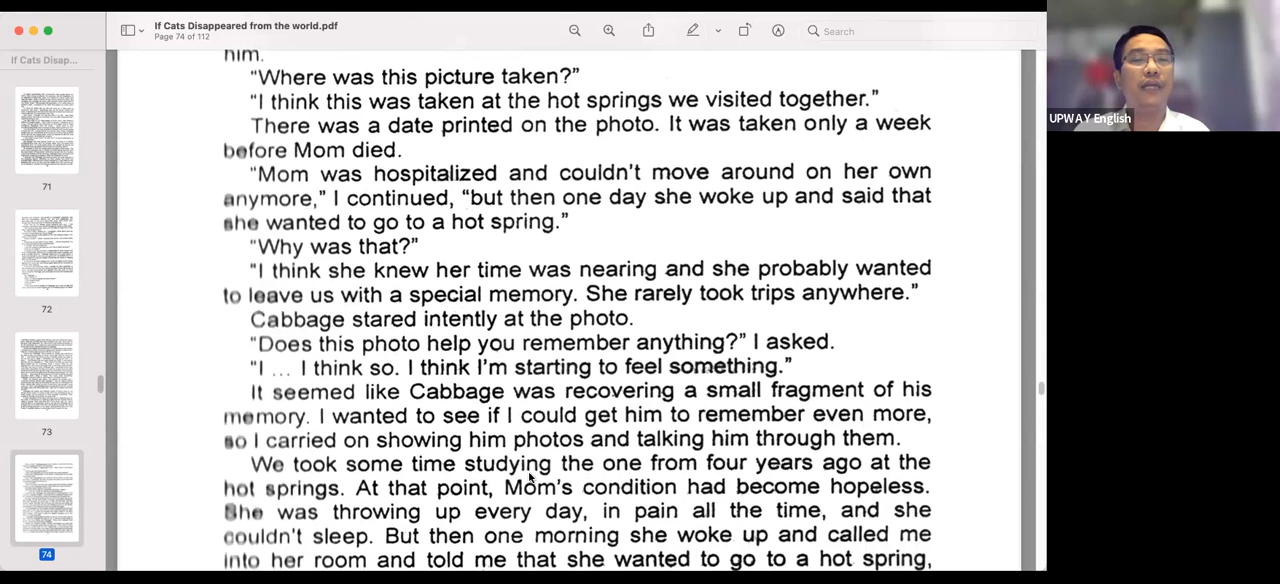 If Cats Disappeared from the world.pdf
Page 74 of 112
Search
If Cats Disap...
71
72
73
74
UPWAY English
him.
"Where was this picture taken?"
"I think this was taken at the hot springs we visited together."
There was a date printed on the photo. It was taken only a week
before Mom died.
"Mom was hospitalized and couldn't move around on her own
anymore," I continued, "but then one day she woke up and said that
she wanted to go to a hot spring."
"Why was that?"
"I think she knew her time was nearing and she probably wanted
to leave us with a special memory. She rarely took trips anywhere."
Cabbage stared intently at the photo.
"Does this photo help you remember anything?" I asked.
"I ... I think so. I think I'm starting to feel something."
It seemed like Cabbage was recovering a small fragment of his
memory. I wanted to see if I could get him to remember even more,
so I carried on showing him photos and talking him through them.
We took some time studying the one from four years ago at the
hot springs. At that point, Mom's condition had become hopeless.
She was throwing up every day, in pain all the time, and she
couldn't sleep. But then one morning she woke up and called me
into her room and told me that she wanted to go to a hot spring,